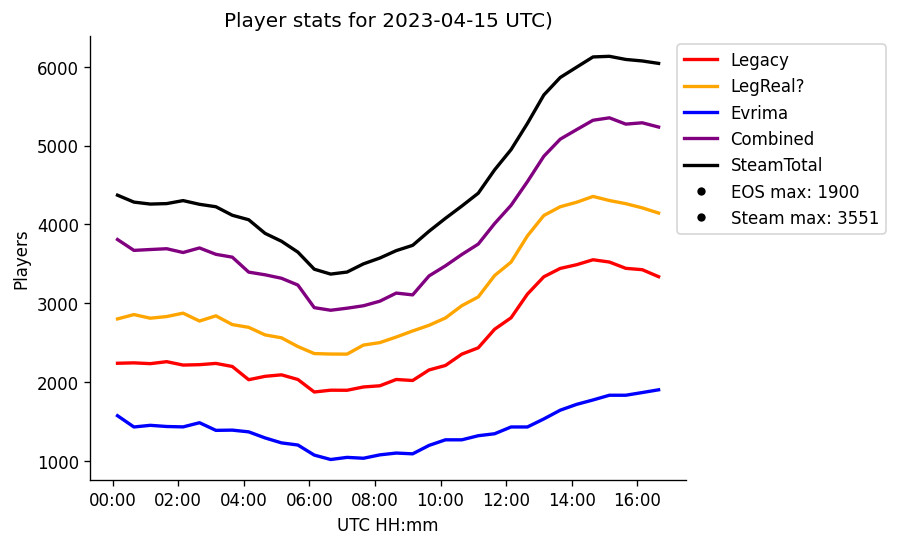 Player stats for 2023-04-15 UTC)
Legacy
LegReal?
Evrima
Combined
SteamTotal
EOS max: 1900
Steam max: 3551
Players
6000
5000
4000
3000
2000
1000
00:00 02:00 04:00 06:00 08:00 10:00 12:00 14:00 16:00
UTC HH:mm